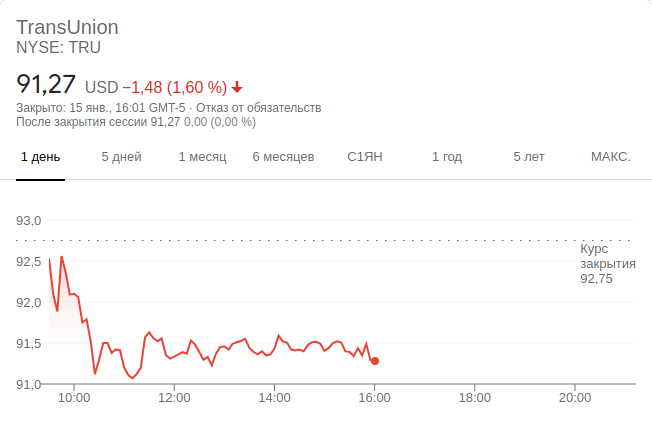 TransUnion
NYSE: TRU
91,27 USD −1,48 (1,60 %)
Закрыто: 15 янв., 16:01 GMT-5 · Отказ от обязательств
После закрытия сессии 91,27 0,00 (0,00 %)
1 день 5 дней 1 месяц 6 месяцев С1ЯН 1 год 5 лет МАКС.
93,0
Курс
92,5
закрытия
92,75
92,0
91,5
91,0
10:00 12:00 14:00 16:00 18:00 20:00